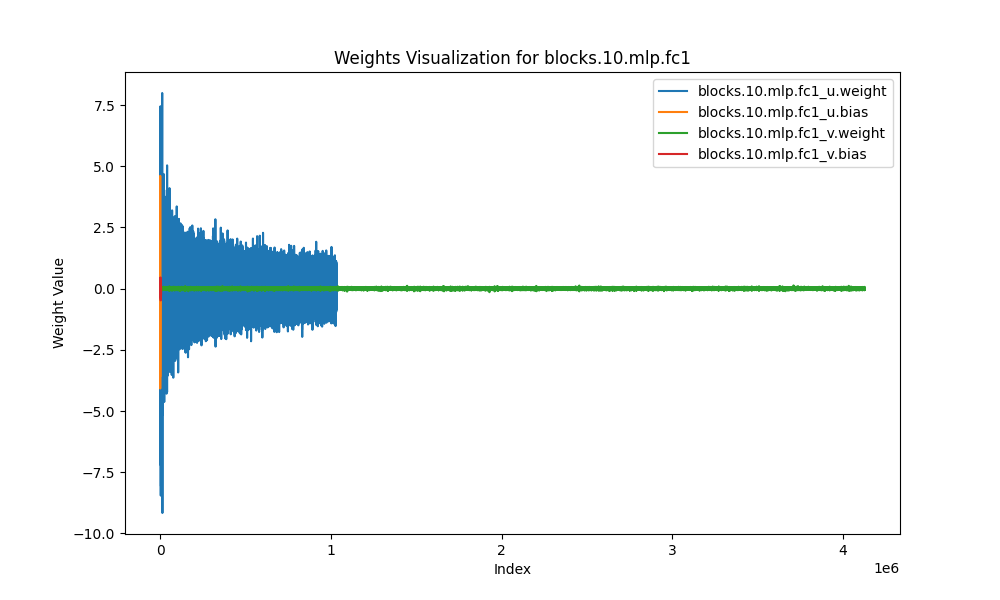 Weights Visualization for blocks.10.mlp.fc1
blocks.10.mlp.fc1_u.weight
blocks.10.mlp.fc1_u.bias
blocks.10.mlp.fc1_v.weight
blocks.10.mlp.fc1_v.bias
Weight Value
7.5
5.0
2.5
0.0
−2.5
−5.0
−7.5
−10.0
0 1 2 3 4
1e6
Index